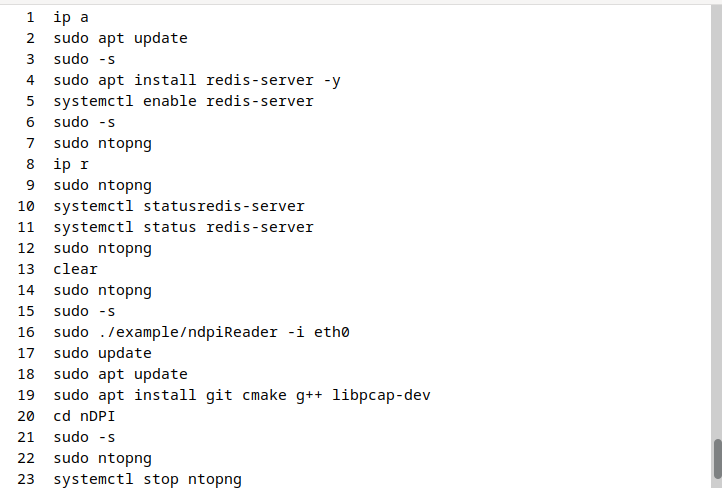 1 ip a
2 sudo apt update
3 sudo -s
4 sudo apt install redis-server -y
5 systemctl enable redis-server
6 sudo -s
7 sudo ntopng
8 ip r
9 sudo ntopng
10 systemctl statusredis-server
11 systemctl status redis-server
12 sudo ntopng
13 clear
14 sudo ntopng
15 sudo -s
16 sudo ./example/ndpiReader -i eth0
17 sudo update
18 sudo apt update
19 sudo apt install git cmake g++ libpcap-dev
20 cd nDPI
21 sudo -s
22 sudo ntopng
23 systemctl stop ntopng